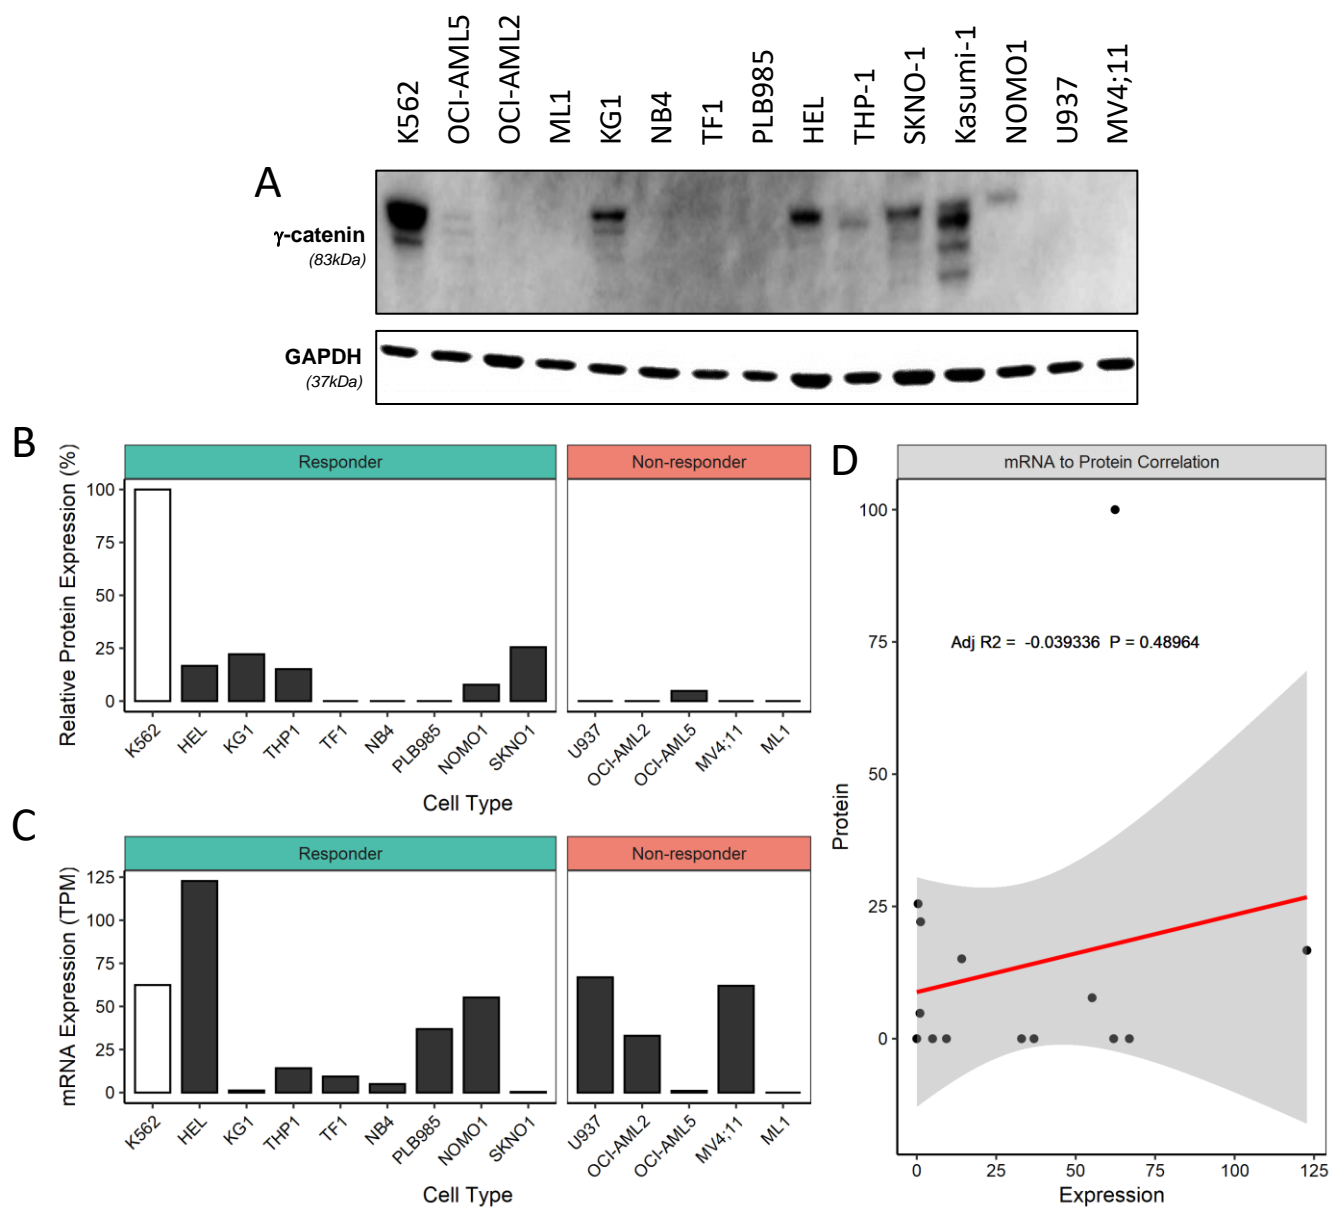 K562
OCI-AML5
OCI-AML2
ML1
KG1
NB4
TF1
PLB985
HEL
THP-1
SKNO-1
Kasumi-1
NOMO1
U937
MV4;11
A
γ-catenin
(83kDa)
GAPDH
(37kDa)
B
Relative Protein Expression (%)
Responder
Non-responder
100
75
50
25
0
K562
HEL
KG1
THP1
TF1
NB4
PLB985
NOMO1
SKNO1
U937
OCI-AML2
OCI-AML5
MV4;11
ML1
Cell Type
C
mRNA Expression (TPM)
Responder
Non-responder
125
100
75
50
25
0
K562
HEL
KG1
THP1
TF1
NB4
PLB985
NOMO1
SKNO1
U937
OCI-AML2
OCI-AML5
MV4;11
ML1
Cell Type
D
mRNA to Protein Correlation
Protein
100
75
50
25
0
Adj R2 = -0.039336 P = 0.48964
0
25
50
75
100
125
Expression